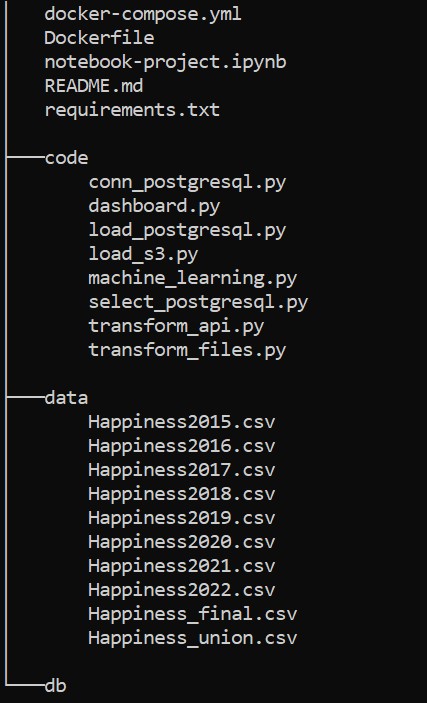 docker-compose.yml
Dockerfile
notebook-project.ipynb
README.md
requirements.txt
code
conn_postgresql.py
dashboard.py
load_postgresql.py
load_s3.py
machine_learning.py
select_postgresql.py
transform_api.py
transform_files.py
data
Happiness2015.csv
Happiness2016.csv
Happiness2017.csv
Happiness2018.csv
Happiness2019.csv
Happiness2020.csv
Happiness2021.csv
Happiness2022.csv
Happiness_final.csv
Happiness_union.csv
db